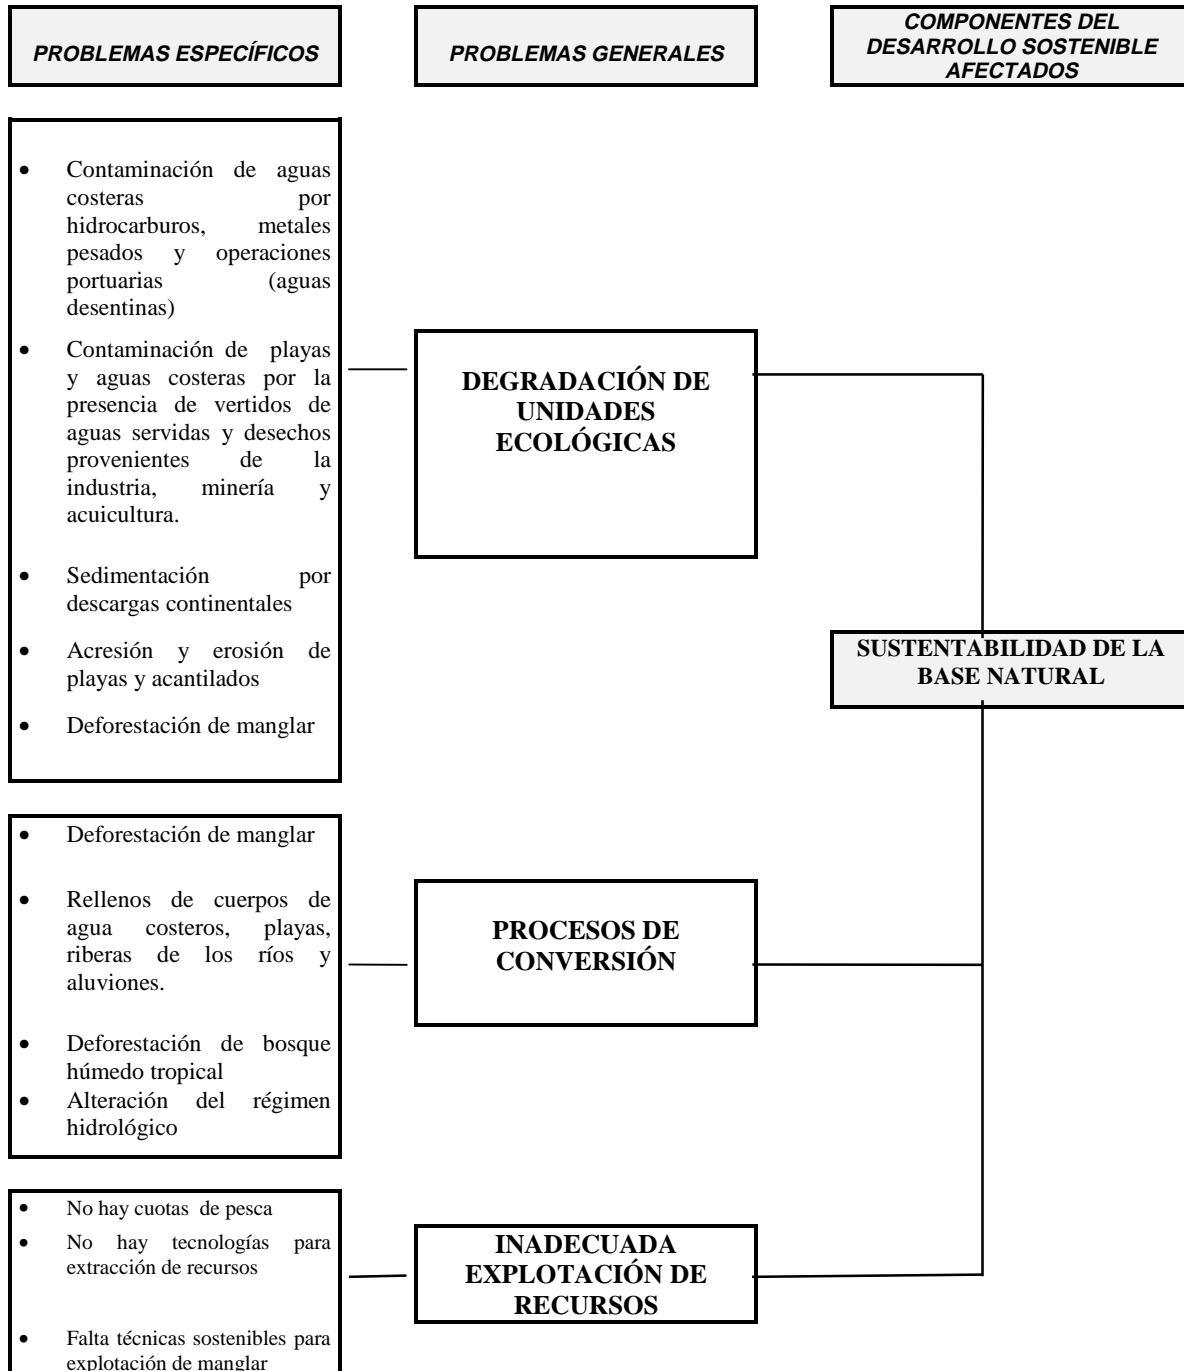 PROBLEMAS ESPECÍFICOS
PROBLEMAS GENERALES
COMPONENTES DEL
DESARROLLO SOSTENIBLE
AFECTADOS
• Contaminación de aguas
costeras por
hidrocarburos, metales
pesados y operaciones
portuarias (aguas
desentinas)
• Contaminación de playas
y aguas costeras por la
presencia de vertidos de
aguas servidas y desechos
provenientes de la
industria, minería y
acuicultura.
• Sedimentación por
descargas continentales
• Acresión y erosión de
playas y acantilados
• Deforestación de manglar
DEGRADACIÓN DE
UNIDADES
ECOLÓGICAS
SUSTENTABILIDAD DE LA
BASE NATURAL
• Deforestación de manglar
• Rellenos de cuerpos de
agua costeros, playas,
riberas de los ríos y
aluviones.
• Deforestación de bosque
húmedo tropical
• Alteración del régimen
hidrológico
PROCESOS DE
CONVERSIÓN
• No hay cuotas de pesca
• No hay tecnologías para
extracción de recursos
• Falta técnicas sostenibles para
explotación de manglar
INADECUADA
EXPLOTACIÓN DE
RECURSOS